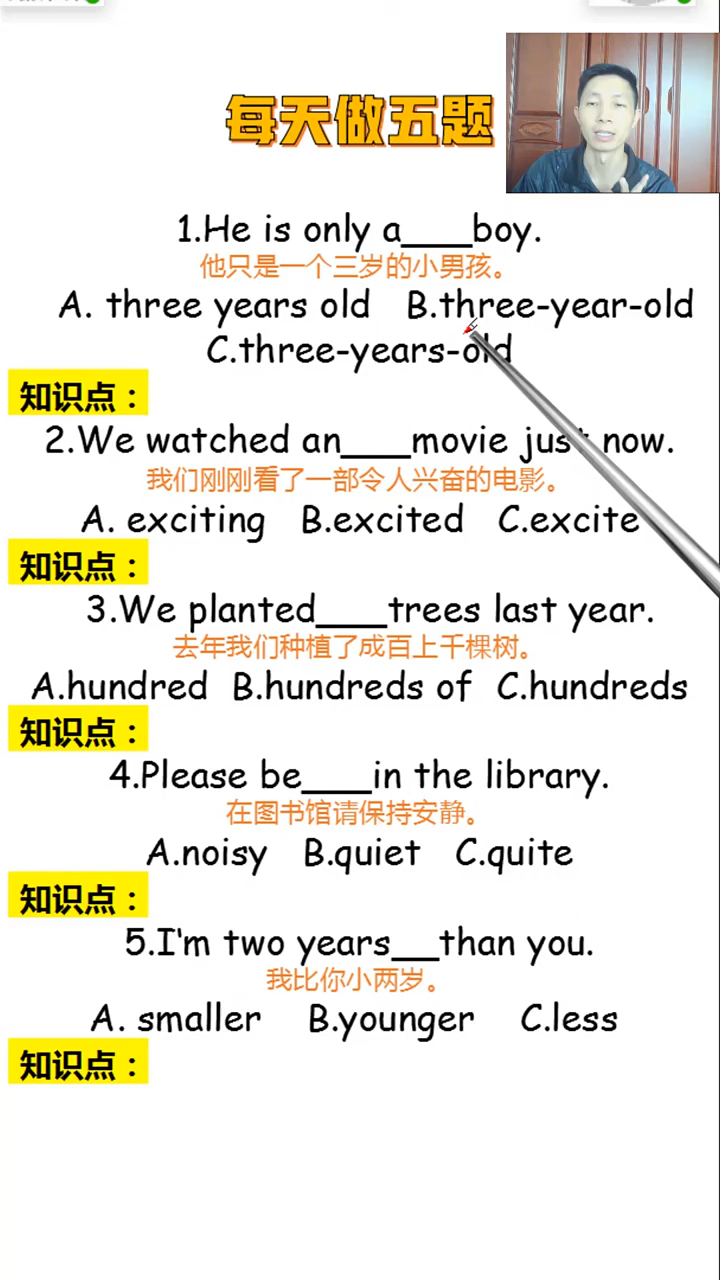 每天做五题
1.He is only a___boy.
他只是一个三岁的小男孩。
A. three years old B.three-year-old
C.three-years-old
知识点：
2.We watched an___movie just now.
我们刚刚看了一部令人兴奋的电影。
A. exciting B.excited C.excite
知识点：
3.We planted___trees last year.
去年我们种植了成百上千棵树。
A.hundred B.hundreds of C.hundreds
知识点：
4.Please be___in the library.
在图书馆请保持安静。
A.noisy B.quiet C.quite
知识点：
5.I'm two years__than you.
我比你小两岁。
A. smaller B.younger C.less
知识点：